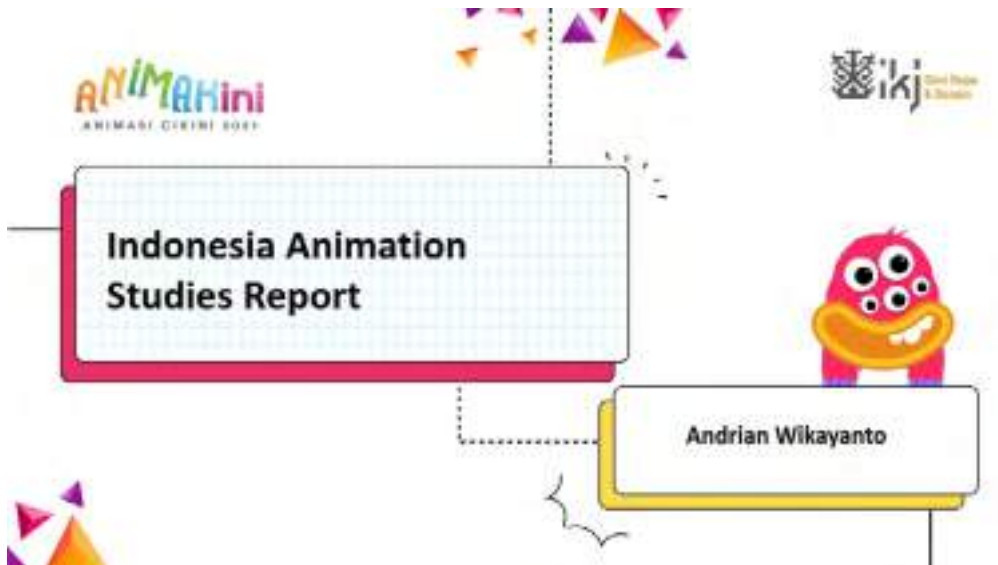 ANiMAKini
ANIMASI CIKINI 2021
ikj
Indonesia Animation
Studies Report
Andrian Wikayanto